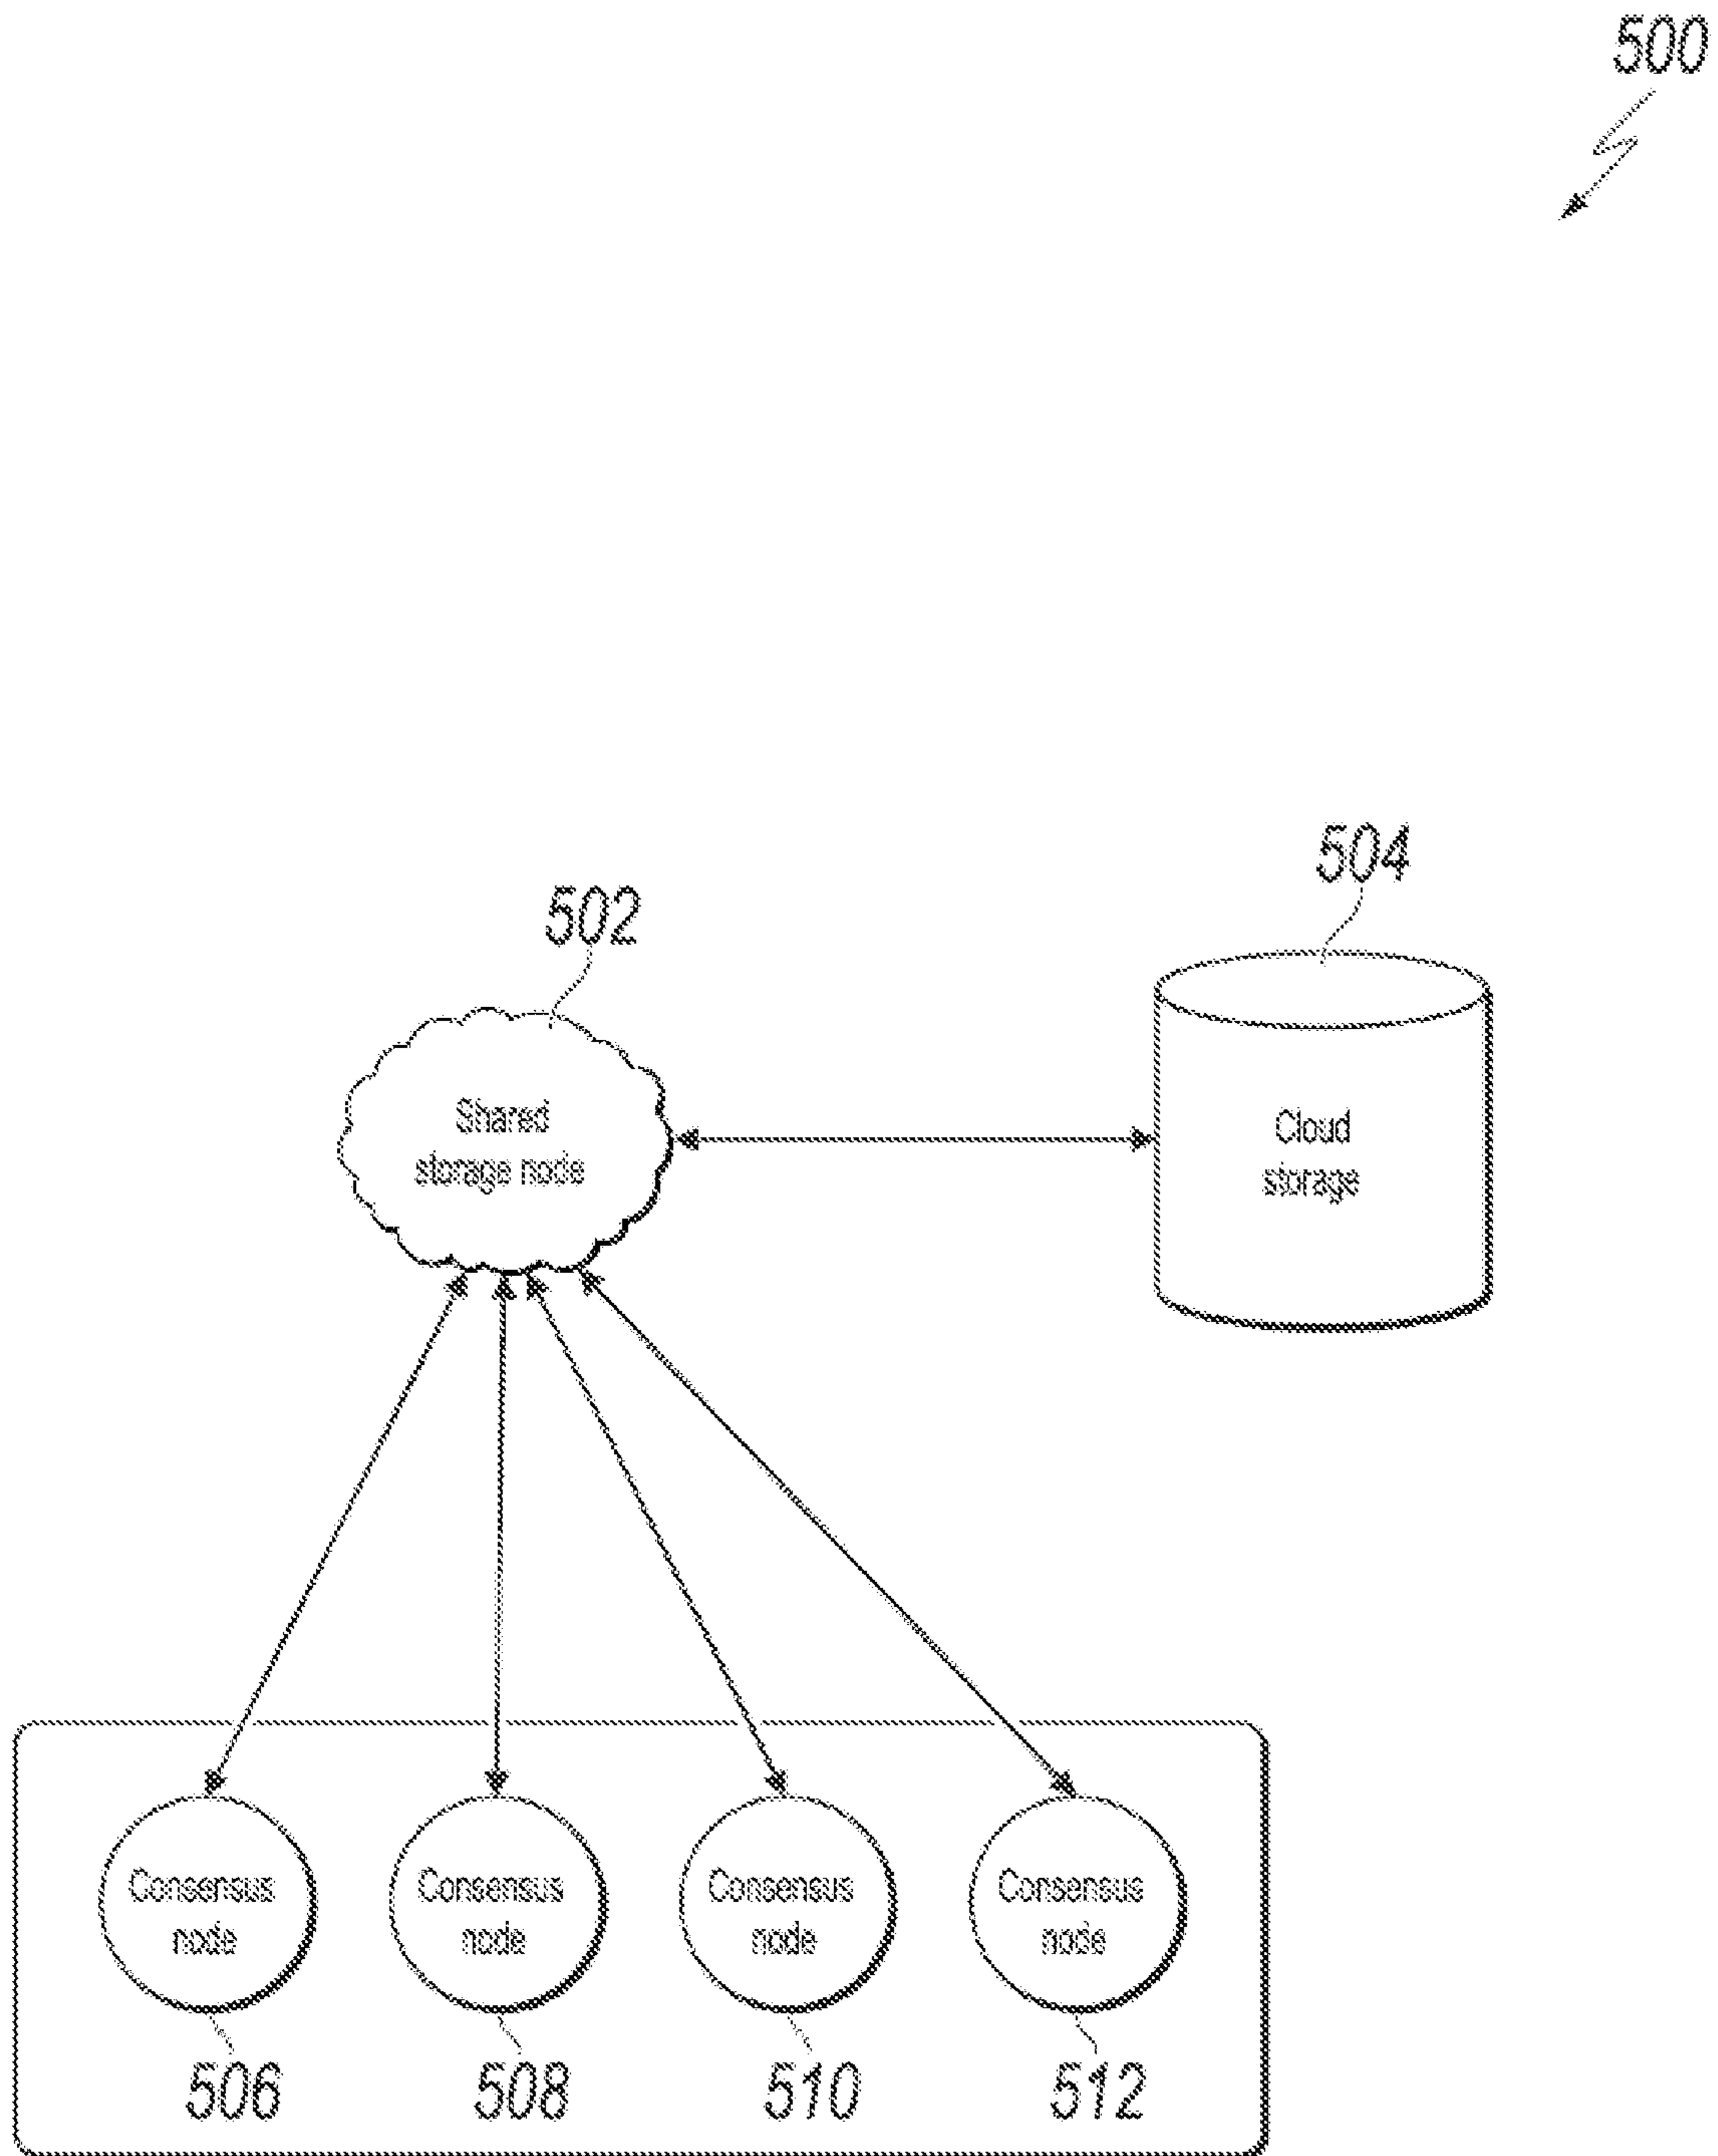 500
504
502
Shared
storage node
Cloud
storage
Consensus
node
Consensus
node
Consensus
node
Consensus
node
506
508
510
512